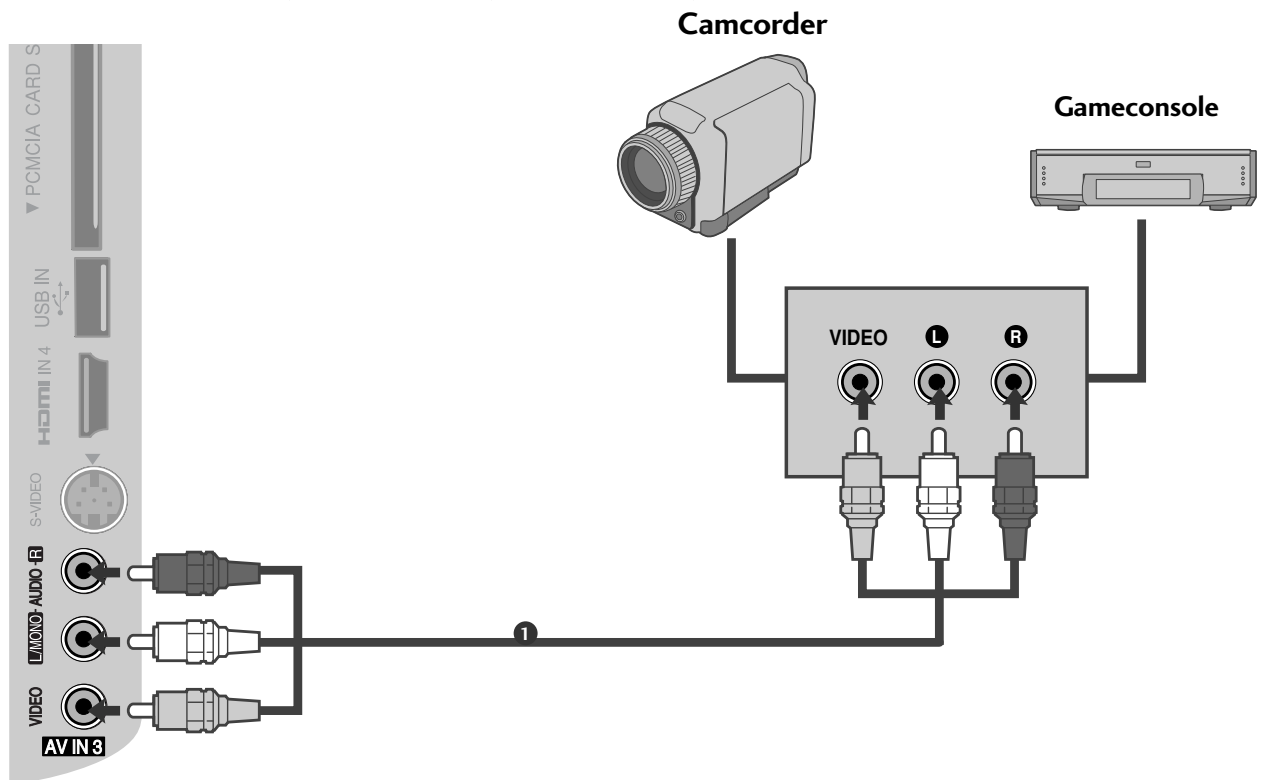 Camcorder
Gameconsole
VIDEO L R
▼ PCMCIA CARD S
USB IN
HDMI IN 4
S-VIDEO
L/MONO- AUDIO -R
VIDEO
AV IN 3
1